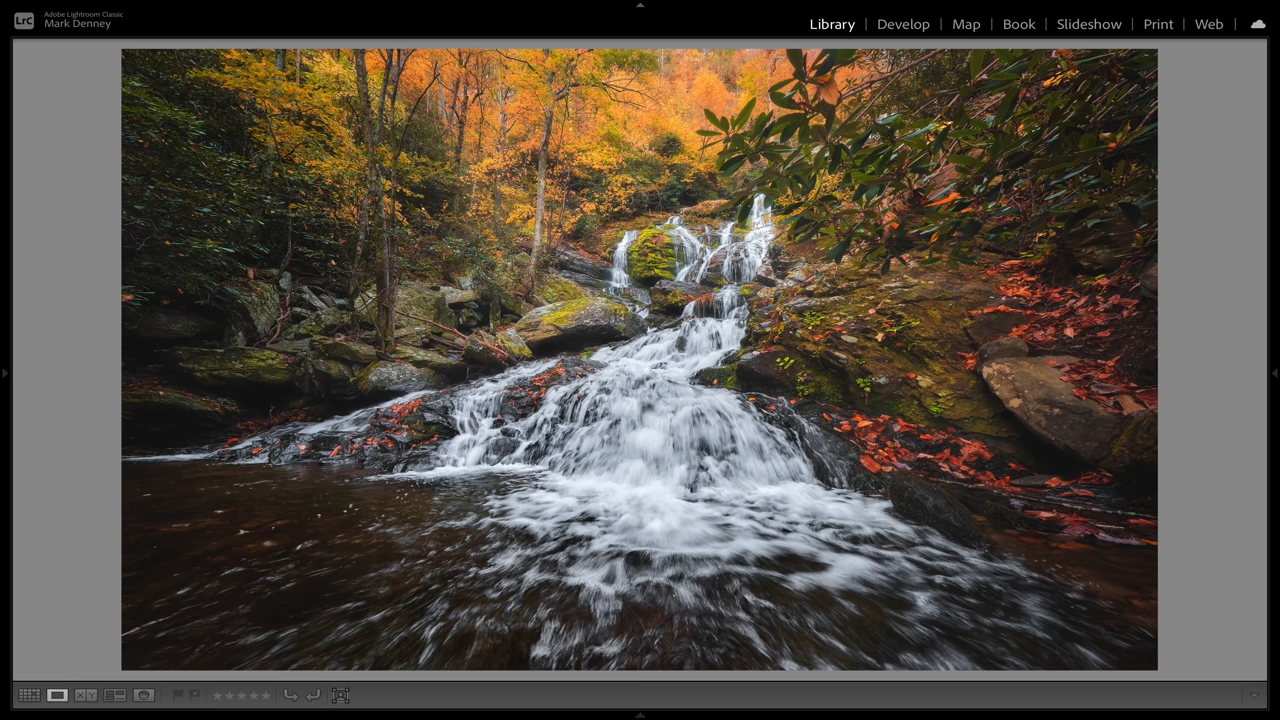 LrC
Adobe Lightroom Classic
Mark Denney
Library | Develop | Map | Book | Slideshow | Print | Web |
X Y